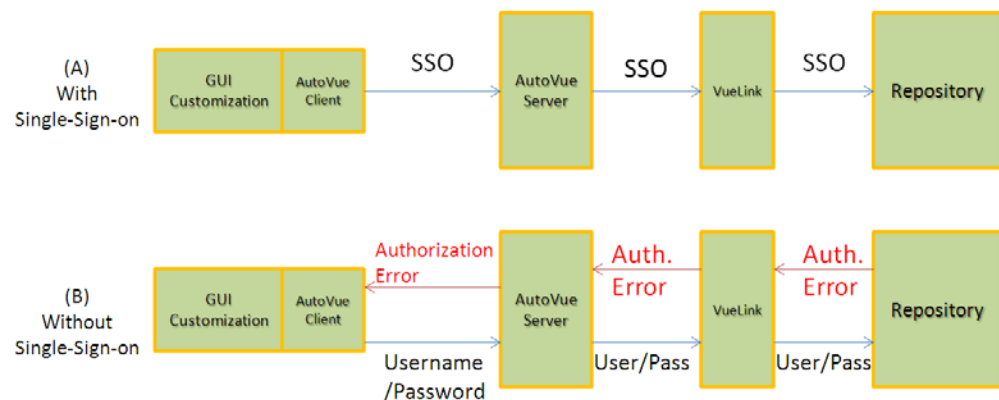 (A)
With
Single-Sign-on
GUI
Customization
AutoVue
Client
SSO
AutoVue
Server
SSO
VueLink
SSO
Repository
(B)
Without
Single-Sign-on
GUI
Customization
AutoVue
Client
Authorization
Error
Username
/Password
AutoVue
Server
Auth.
Error
User/Pass
VueLink
Auth.
Error
User/Pass
Repository